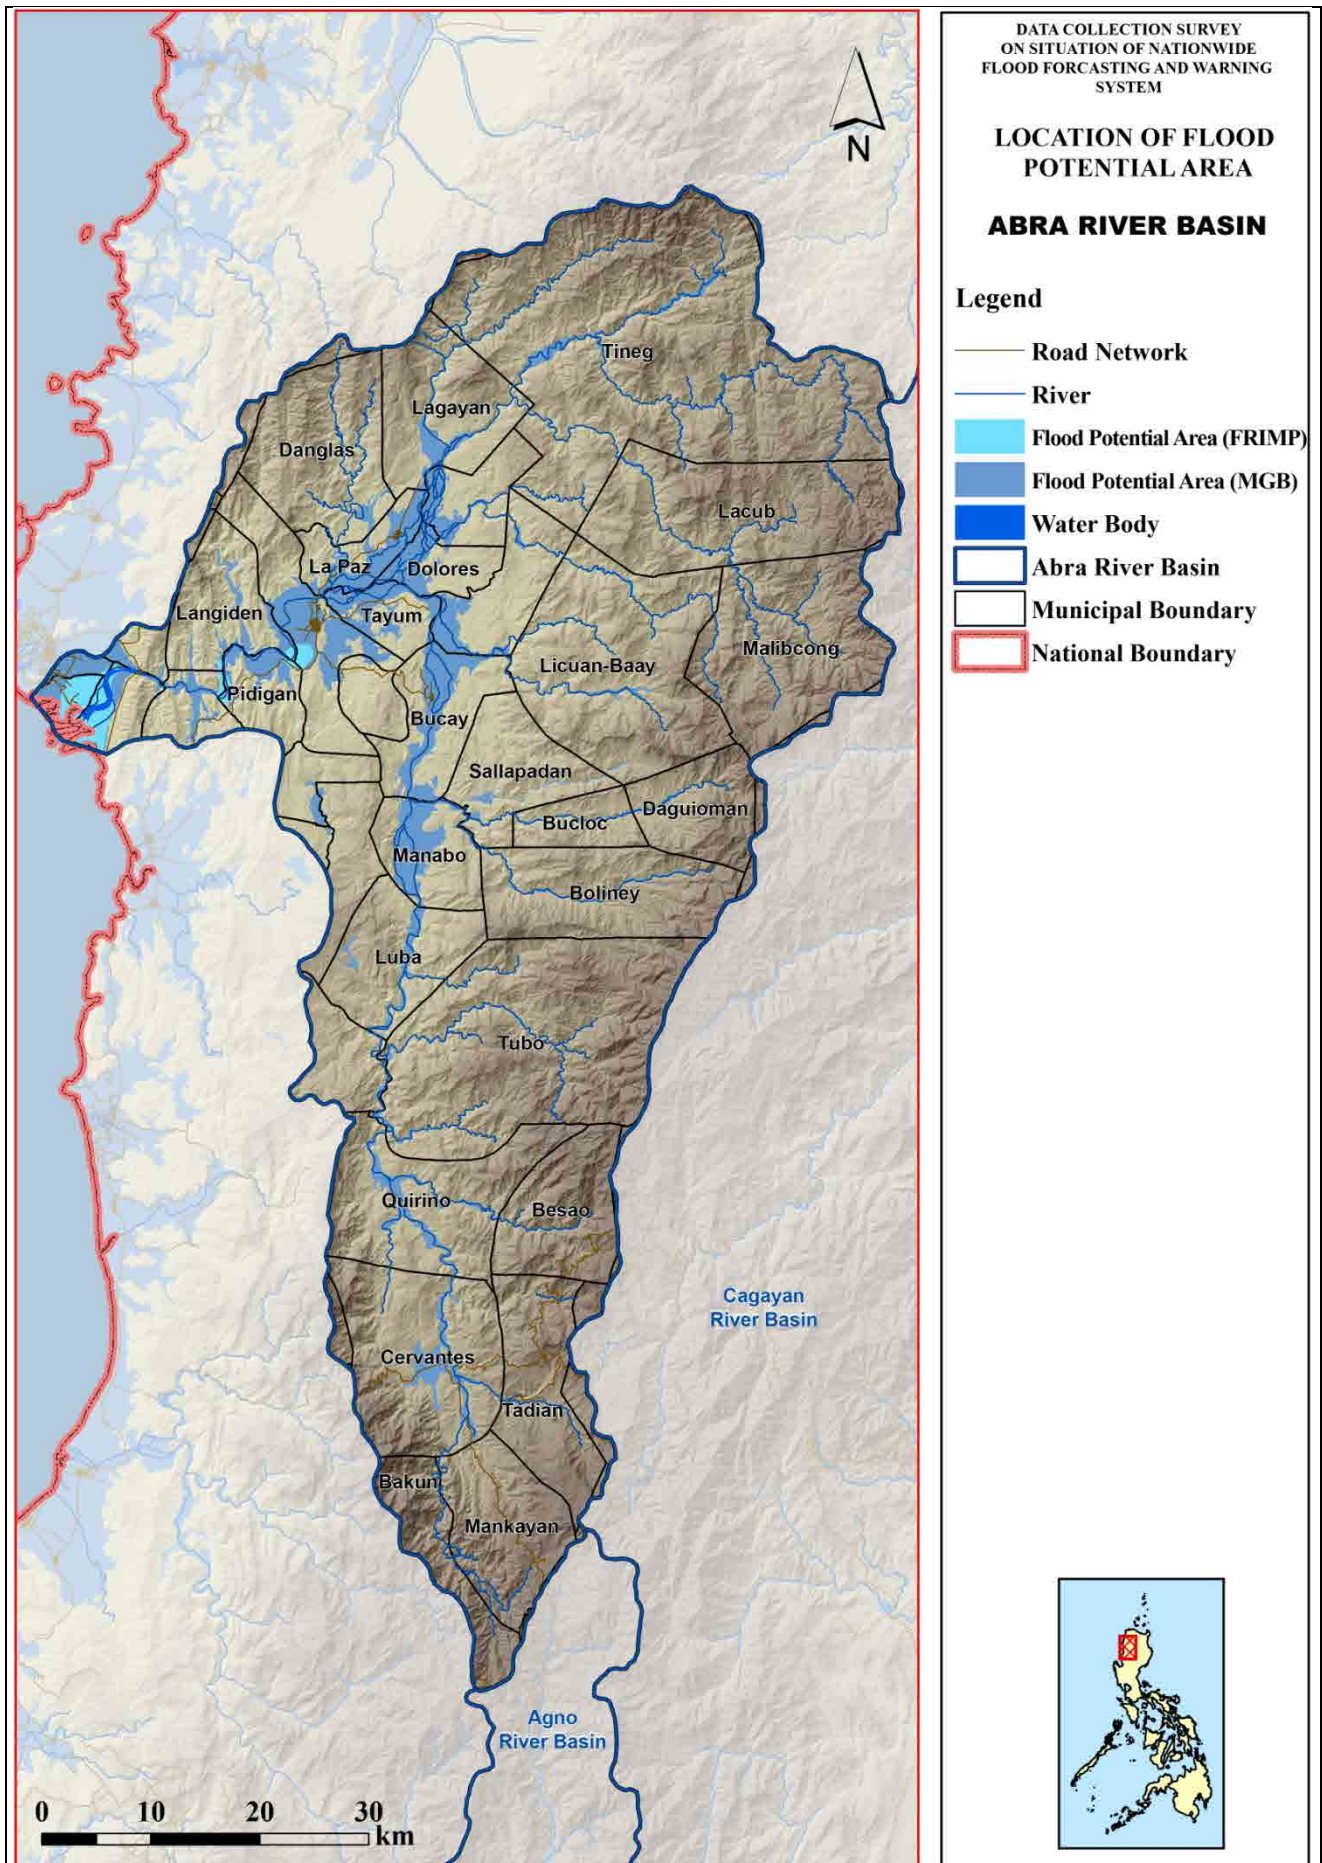 DATA COLLECTION SURVEY
ON SITUATION OF NATIONWIDE
FLOOD FORCASTING AND WARNING
SYSTEM
LOCATION OF FLOOD
POTENTIAL AREA
ABRA RIVER BASIN
Legend
Road Network
River
Flood Potential Area (FRIMP)
Flood Potential Area (MGB)
Water Body
Abra River Basin
Municipal Boundary
National Boundary
N
Tineg
Lagayan
Danglas
Lacub
La Paz
Dolores
Langiden
Tayum
Malibcong
Licuan-Baay
Pidigan
Bucay
Sallapadan
Daguioman
Bucloc
Manabo
Boliney
Luba
Tubo
Quirino
Besao
Cagayan
River Basin
Cervantes
Tadian
Bakun
Mankayan
Agno
River Basin
0 10 20 30
km